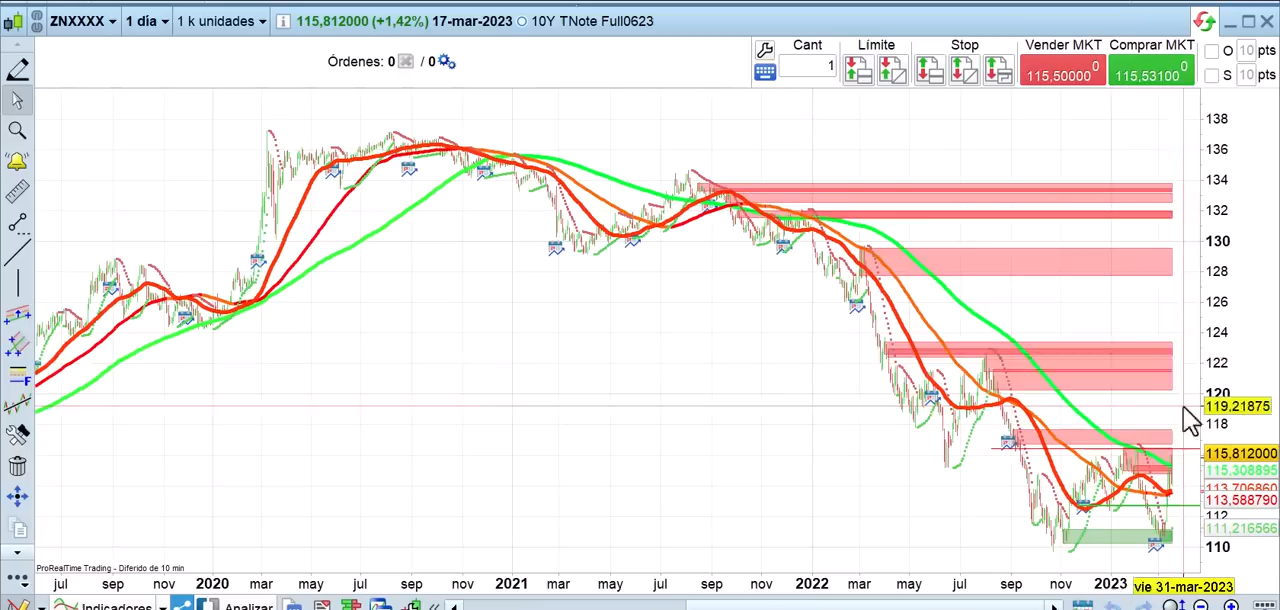 ZNXXXX 1 día 1 k unidades 115,812000 (+1,42%) 17-mar-2023 10Y TNote Full0623
Órdenes: 0 / 0
Cant Límite Stop Vender MKT Comprar MKT O 10 pts
1 115,50000 0 115,53100 0 S 10 pts
138
136
134
132
130
128
126
124
122
120
119,21875
118
115,812000
115,308895
113,706860
113,588790
112
111,216566
110
ProRealTime Trading - Diferido de 10 min
jul sep nov 2020 mar may jul sep nov 2021 mar may jul sep nov 2022 mar may jul sep nov 2023 vie 31-mar-2023
Indicadores Analizar